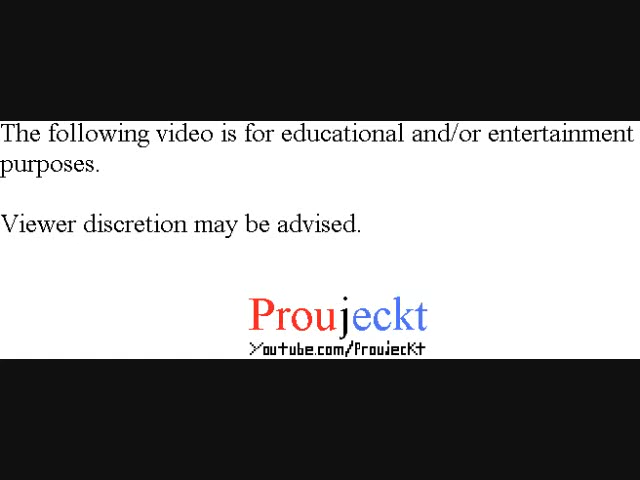 The following video is for educational and/or entertainment
purposes.
Viewer discretion may be advised.
Proujeckt
Youtube.com/Proujeckt